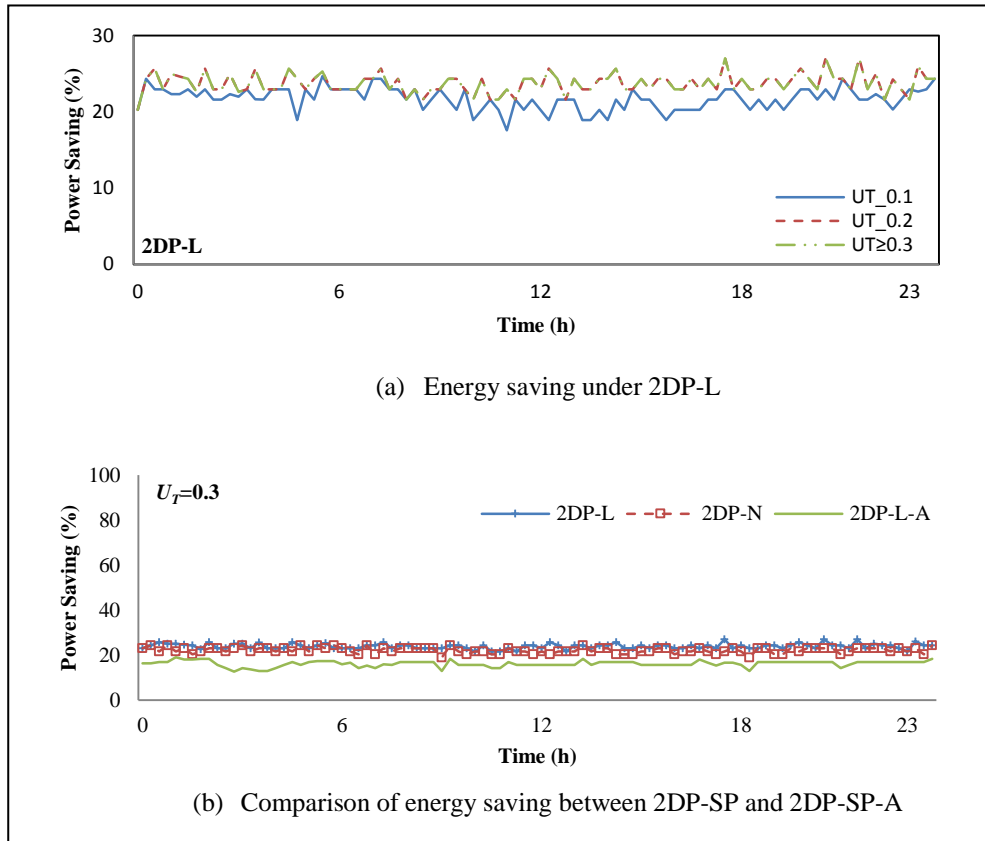 30
20
10
0
Power Saving (%)
2DP-L
UT_0.1
UT_0.2
UT≥0.3
0 6 12 18 23
Time (h)
(a) Energy saving under 2DP-L
100
80
60
40
20
0
Power Saving (%)
U_T=0.3
2DP-L 2DP-N 2DP-L-A
0 6 12 18 23
Time (h)
(b) Comparison of energy saving between 2DP-SP and 2DP-SP-A